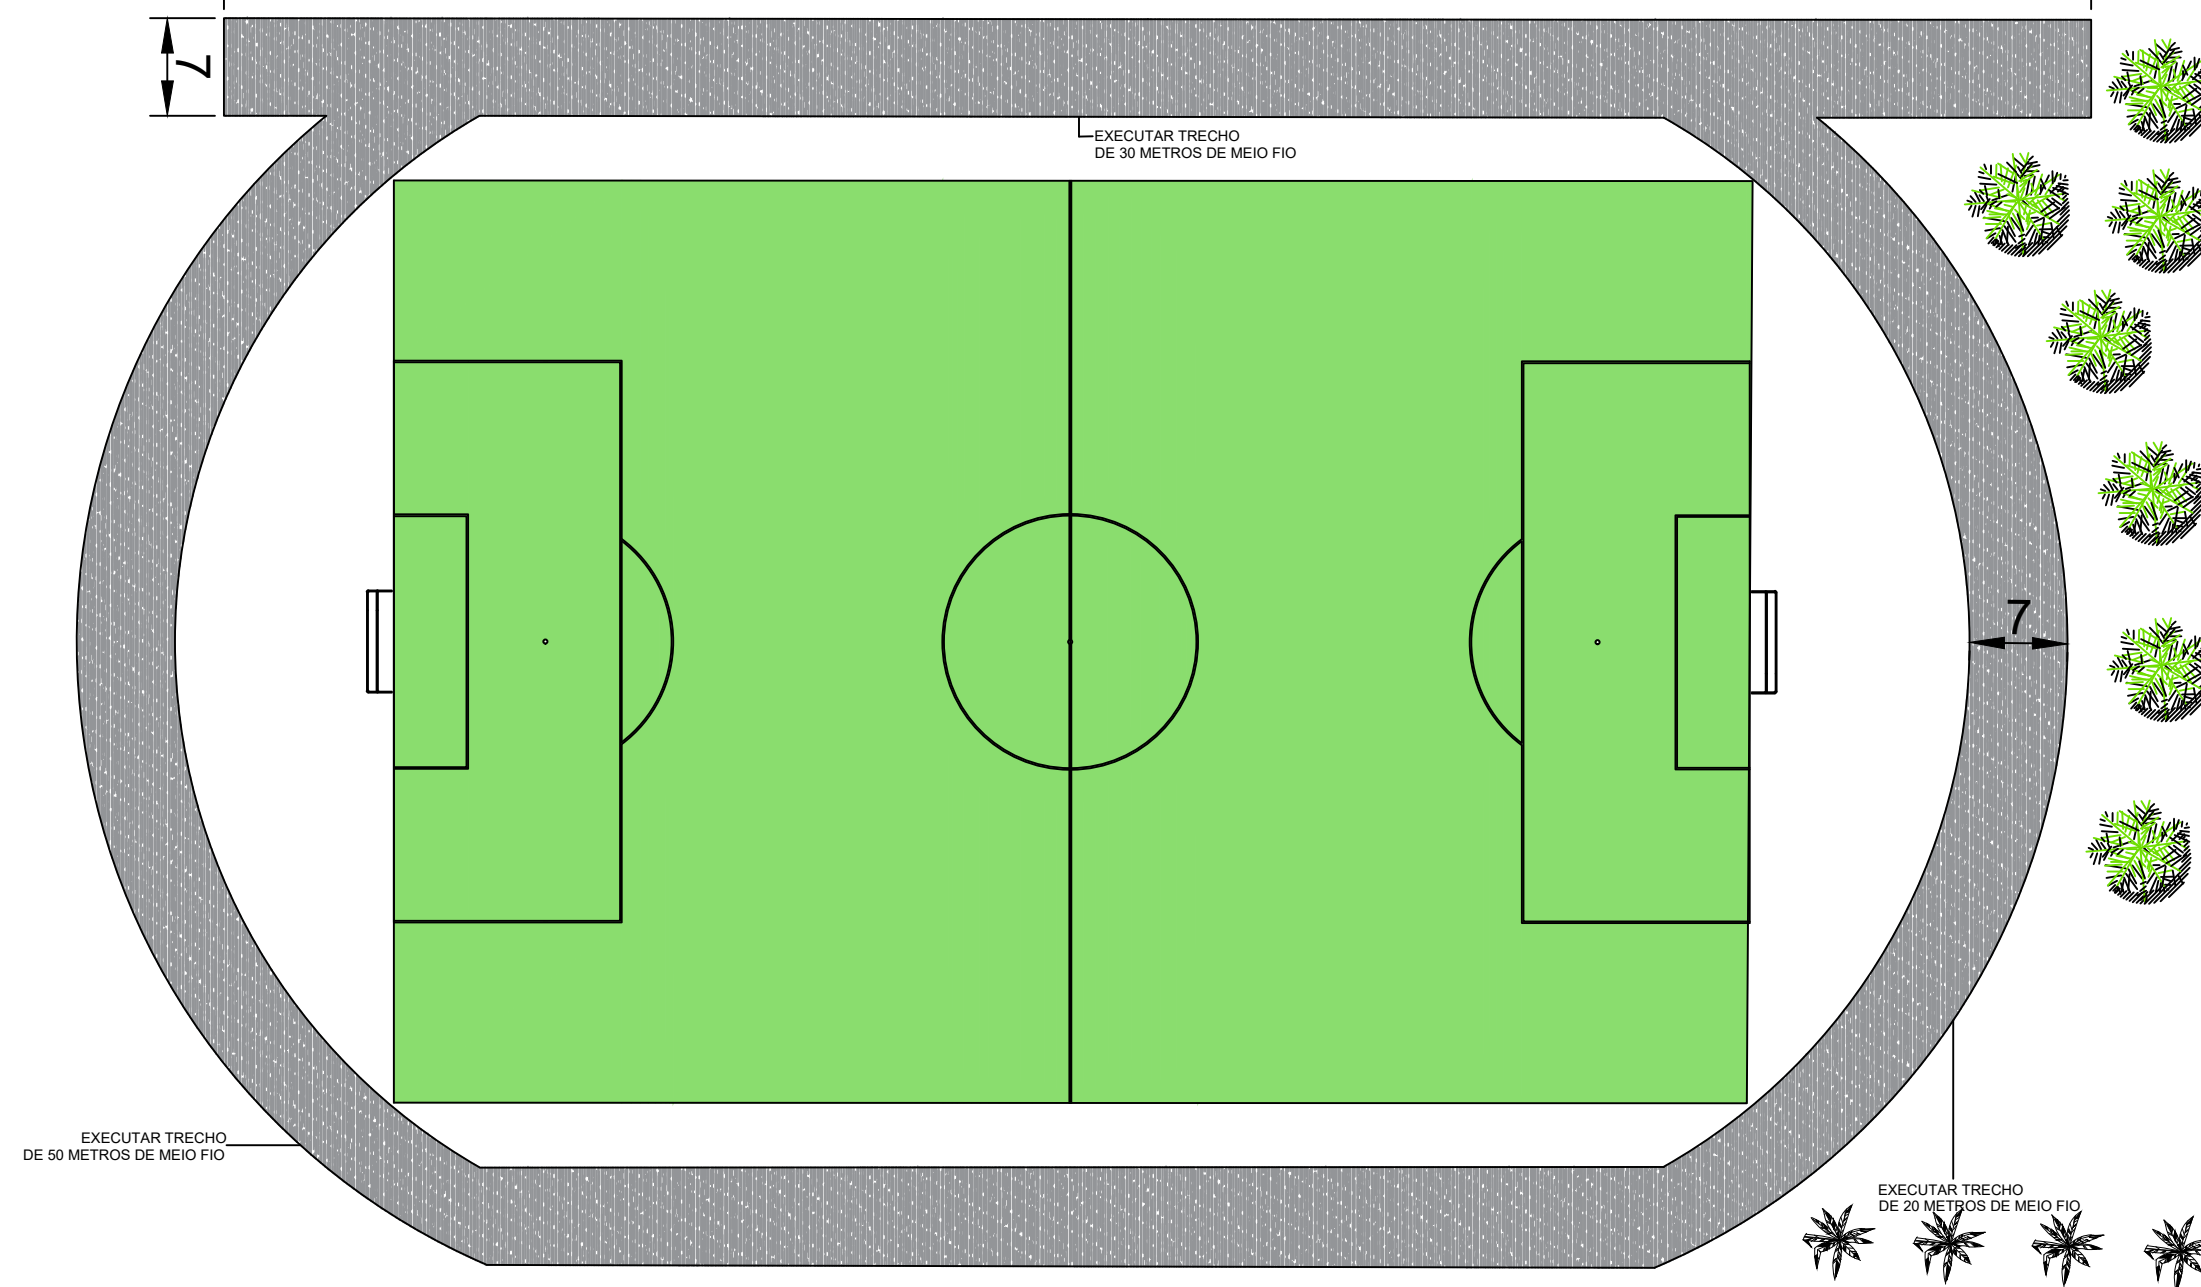 7
EXECUTAR TRECHO
DE 30 METROS DE MEIO FIO
7
EXECUTAR TRECHO
DE 50 METROS DE MEIO FIO
EXECUTAR TRECHO
DE 20 METROS DE MEIO FIO